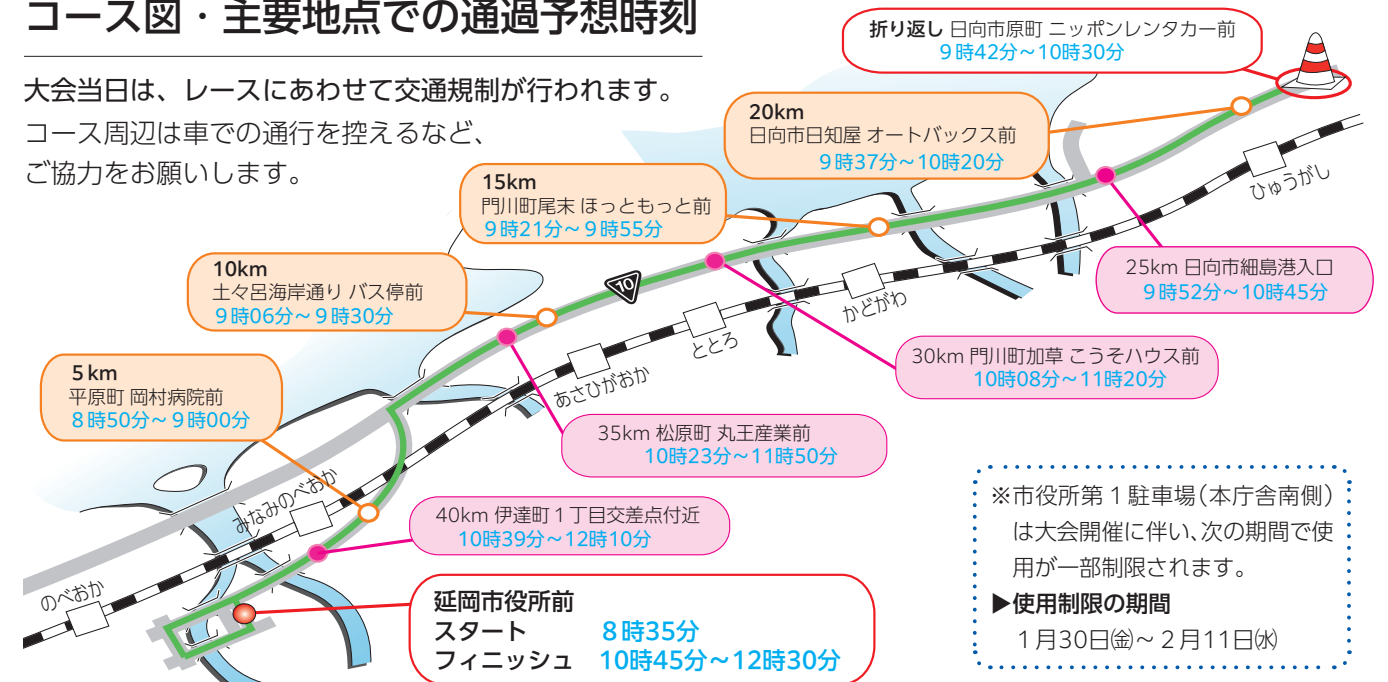 コース図・主要地点での通過予想時刻
大会当日は、レースにあわせて交通規制が行われます。
コース周辺は車での通行を控えるなど、
ご協力をお願いします。
折り返し 日向市原町 ニッポンレンタカー前
9時42分～10時30分
20km
日向市日知屋 オートバックス前
9時37分～10時20分
15km
門川町尾末 ほっともっと前
9時21分～9時55分
10km
土々呂海岸通り バス停前
9時06分～9時30分
5km
平原町 岡村病院前
8時50分～9時00分
10
ひゅうがし
かどがわ
ととろ
あさひがおか
みなみのべおか
のべおか
25km 日向市細島港入口
9時52分～10時45分
30km 門川町加草 こうそハウス前
10時08分～11時20分
35km 松原町 丸王産業前
10時23分～11時50分
40km 伊達町1丁目交差点付近
10時39分～12時10分
延岡市役所前
スタート 8時35分
フィニッシュ 10時45分～12時30分
※市役所第1駐車場(本庁舎南側)
は大会開催に伴い、次の期間で使
用が一部制限されます。
▶使用制限の期間
1月30日㈮～2月11日㈬